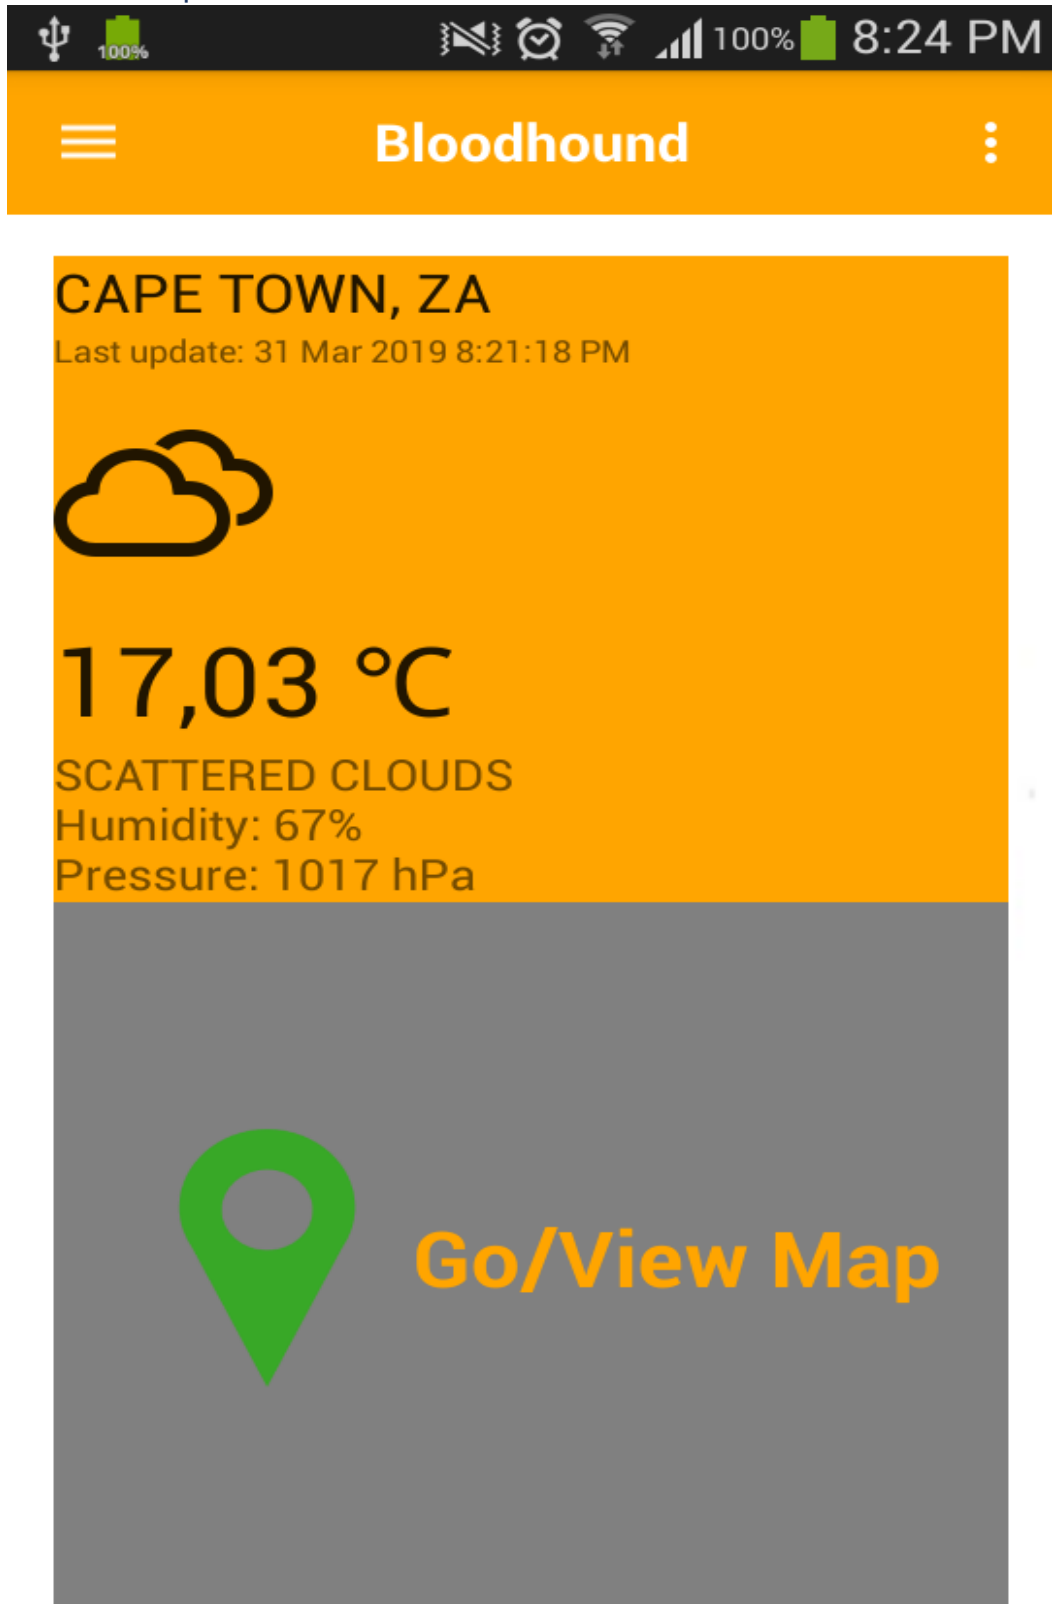 100%
100% 8:24 PM
Bloodhound
CAPE TOWN, ZA
Last update: 31 Mar 2019 8:21:18 PM
17,03 °C
SCATTERED CLOUDS
Humidity: 67%
Pressure: 1017 hPa
Go/View Map